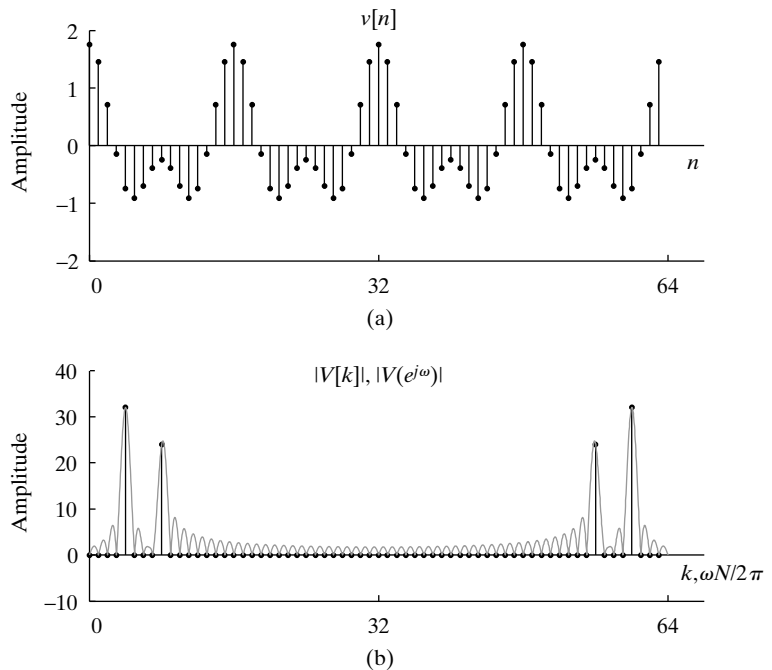 v[n]
2
1
0
−1
−2
Amplitude
n
0 32 64
(a)
|V[k]|, |V(e^{jω})|
40
30
20
10
0
−10
Amplitude
k, ωN/2π
0 32 64
(b)